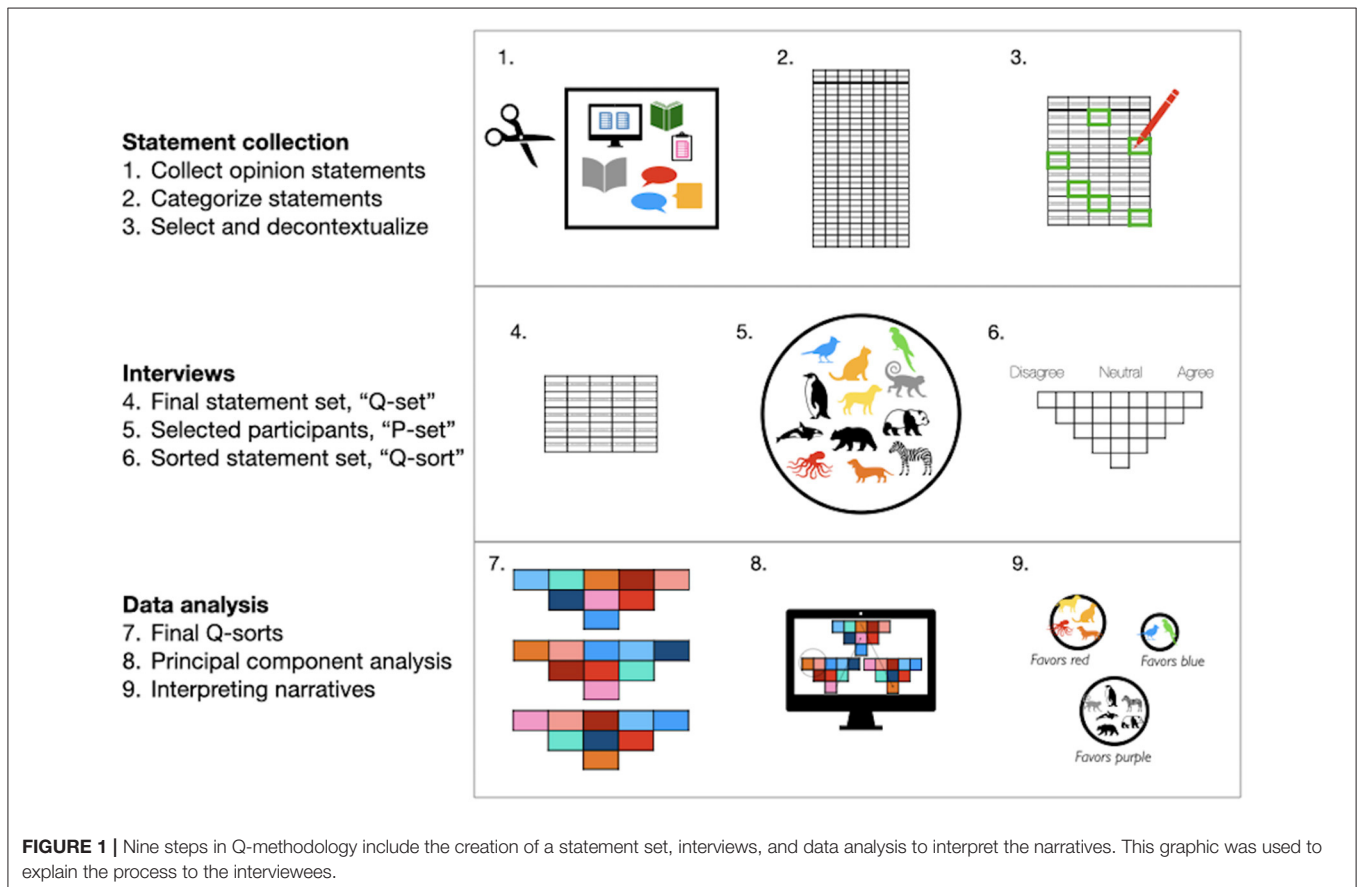 Statement collection
1. Collect opinion statements
2. Categorize statements
3. Select and decontextualize
1.
2.
3.
Interviews
4. Final statement set, “Q-set”
5. Selected participants, “P-set”
6. Sorted statement set, “Q-sort”
4.
5.
6.
Disagree Neutral Agree
Data analysis
7. Final Q-sorts
8. Principal component analysis
9. Interpreting narratives
7.
8.
9.
Favors red
Favors blue
Favors purple
FIGURE 1 | Nine steps in Q-methodology include the creation of a statement set, interviews, and data analysis to interpret the narratives. This graphic was used to
explain the process to the interviewees.